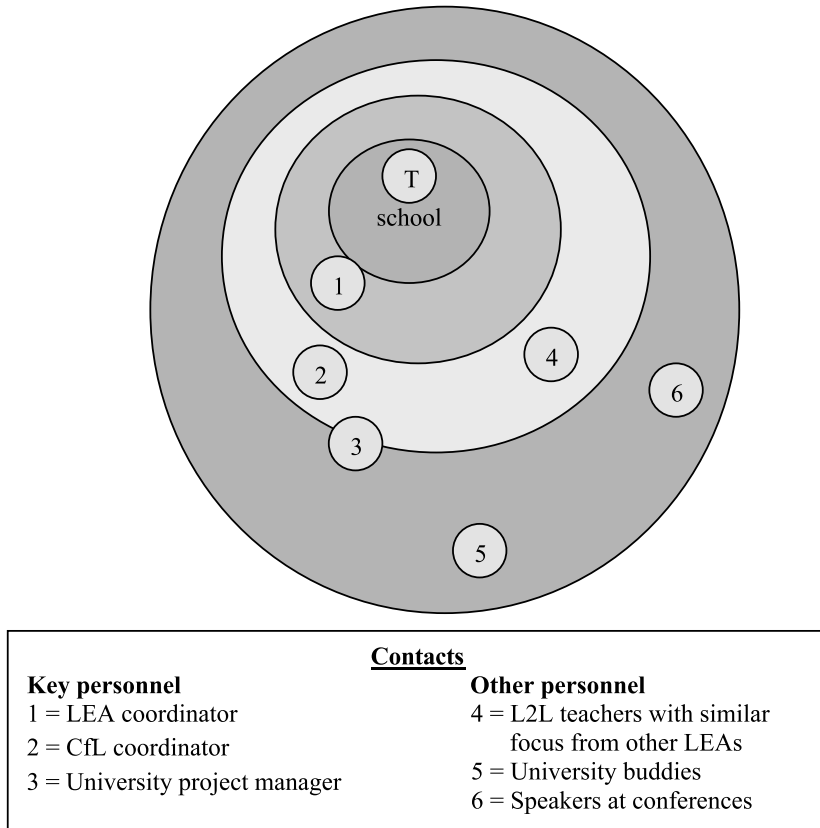 T
school
1
2
4
3
6
5
Contacts
Key personnel
1 = LEA coordinator
2 = CfL coordinator
3 = University project manager
Other personnel
4 = L2L teachers with similar
focus from other LEAs
5 = University buddies
6 = Speakers at conferences